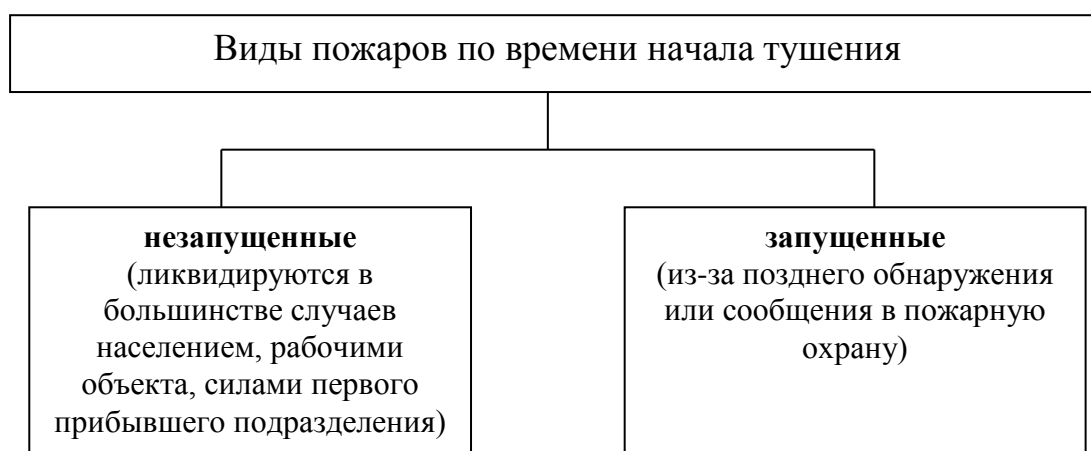 Виды пожаров по времени начала тушения
незапущенные
(ликвидируются в
большинстве случаев
населением, рабочими
объекта, силами первого
прибывшего подразделения)
запущенные
(из-за позднего обнаружения
или сообщения в пожарную
охрану)